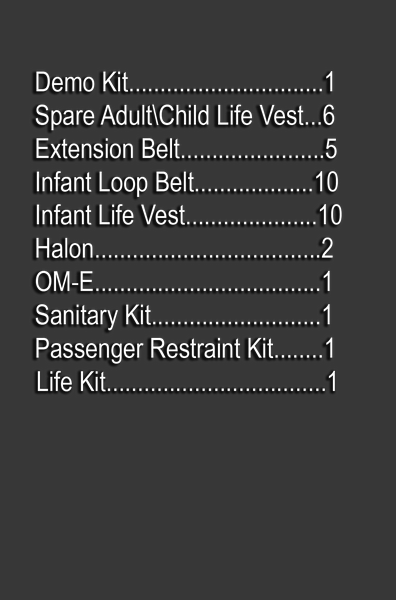 Demo Kit...............................1
Spare Adult\Child Life Vest...6
Extension Belt.......................5
Infant Loop Belt...................10
Infant Life Vest.....................10
Halon....................................2
OM-E....................................1
Sanitary Kit...........................1
Passenger Restraint Kit........1
Life Kit...................................1